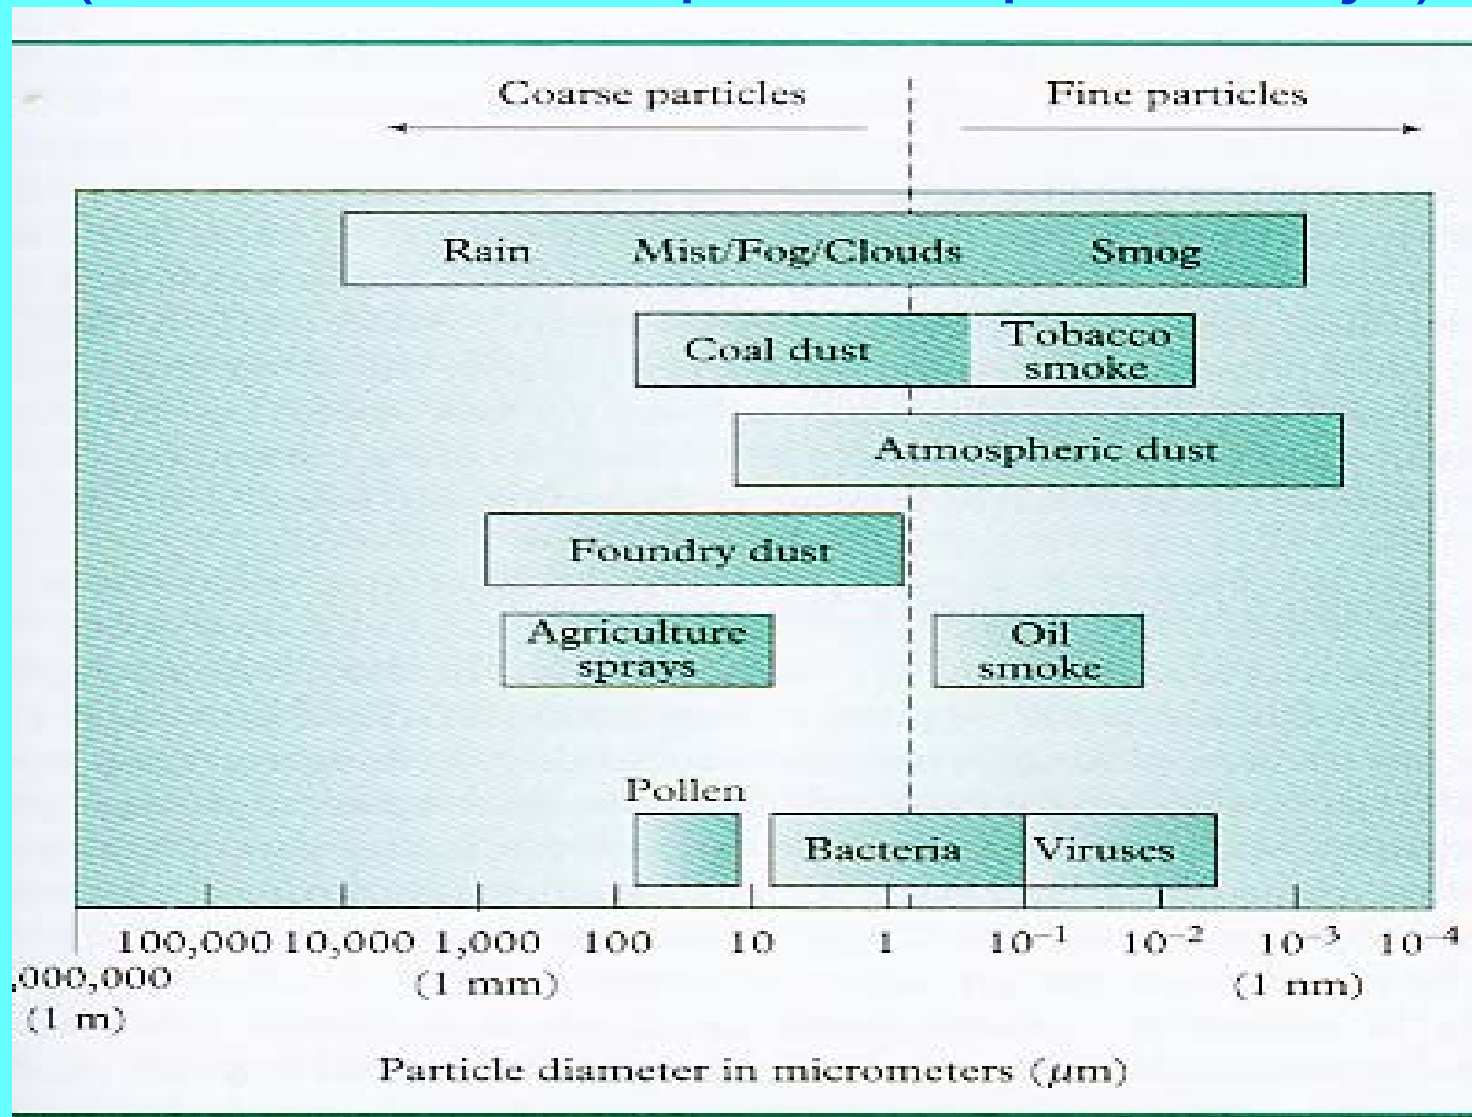 Coarse particles
Fine particles
Rain Mist/Fog/Clouds Smog
Coal dust
Tobacco
smoke
Atmospheric dust
Foundry dust
Agriculture
sprays
Oil
smoke
Pollen
Bacteria Viruses
100,000 10,000 1,000 100 10 1 10⁻¹ 10⁻² 10⁻³ 10⁻⁴
,000,000 (1 mm) (1 nm)
(1 m)
Particle diameter in micrometers (μm)